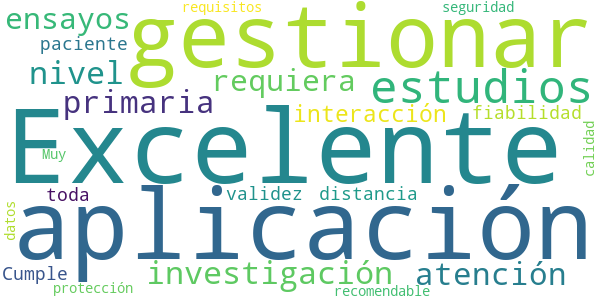 requisitos
seguridad
ensayos
gestionar
paciente
nivel
requiera
estudios
primaria
interacción
fiabilidad
Excelente
Muy
calidad
toda
validez
distancia
datos
aplicación
Cumple
investigación
atención
protección
recomendable